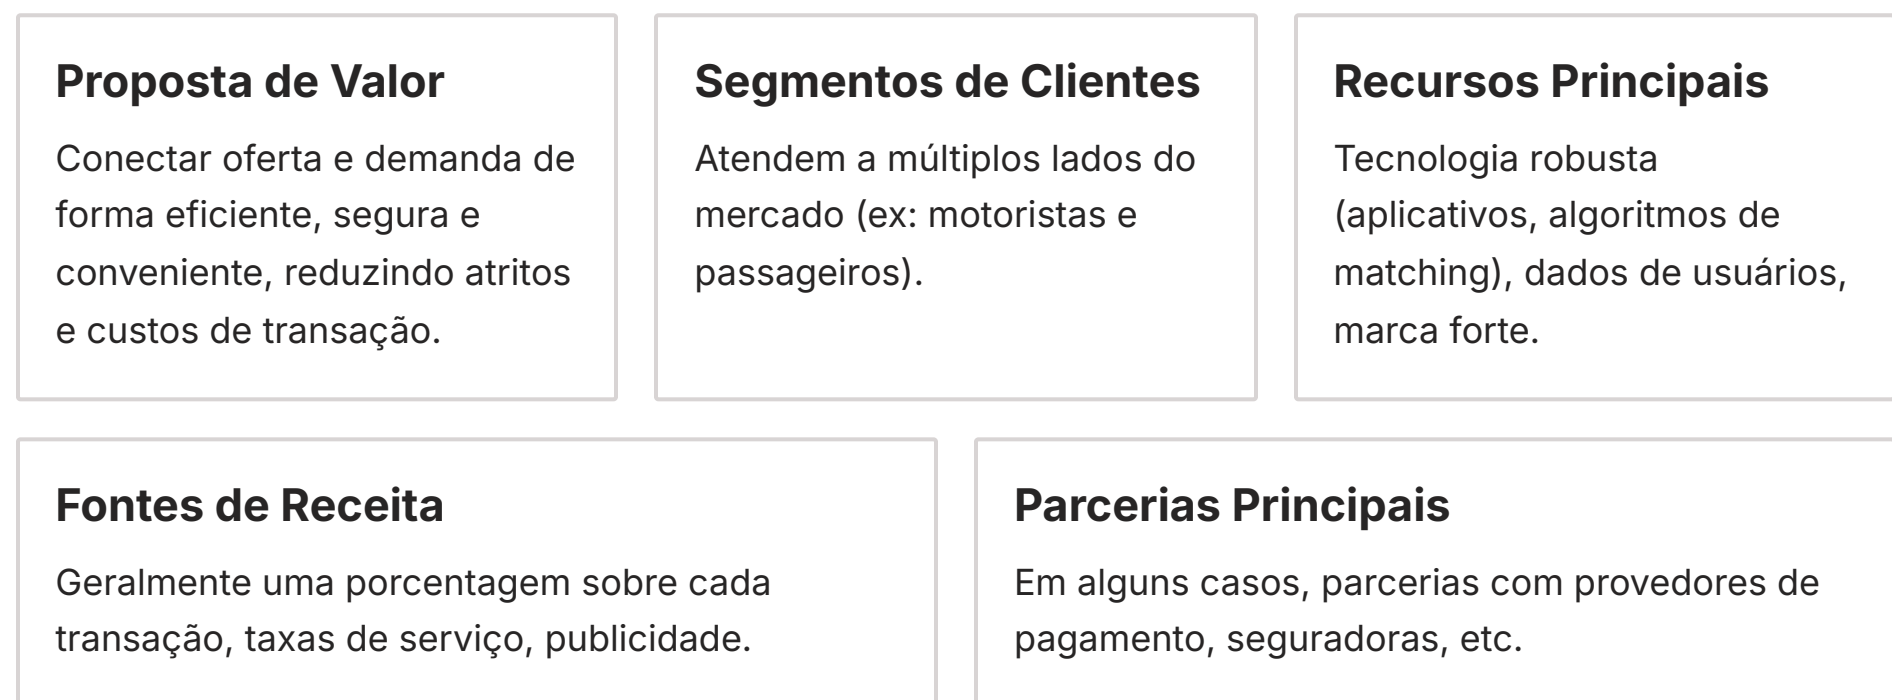 Proposta de Valor
Conectar oferta e demanda de
forma eficiente, segura e
conveniente, reduzindo atritos
e custos de transação.
Segmentos de Clientes
Atendem a múltiplos lados do
mercado (ex: motoristas e
passageiros).
Recursos Principais
Tecnologia robusta
(aplicativos, algoritmos de
matching), dados de usuários,
marca forte.
Fontes de Receita
Geralmente uma porcentagem sobre cada
transação, taxas de serviço, publicidade.
Parcerias Principais
Em alguns casos, parcerias com provedores de
pagamento, seguradoras, etc.